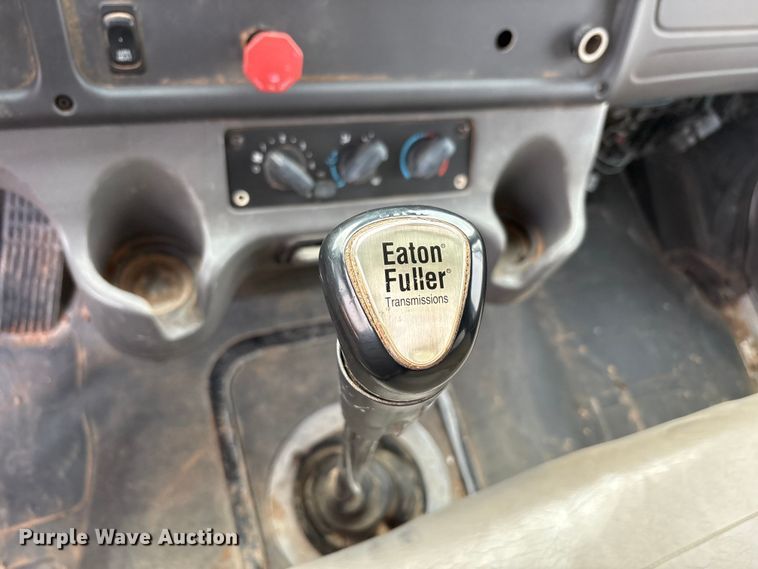 Eaton®
Fuller®
Transmissions
Purple Wave Auction